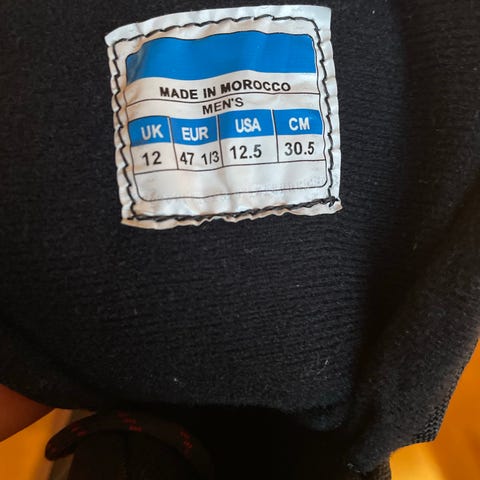 MADE IN MOROCCO
MEN'S
UK EUR USA CM
12 47 1/3 12.5 30.5